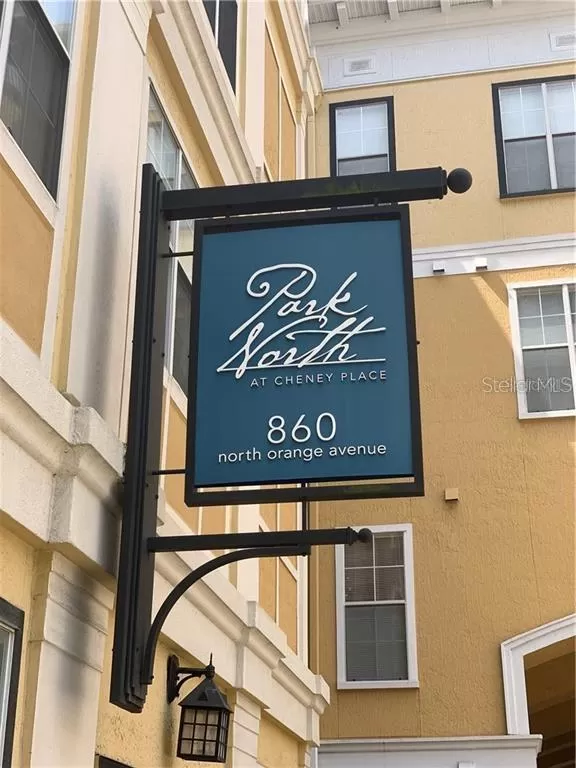 Park
North
AT CHENEY PLACE
860
north orange avenue
StellarMLS